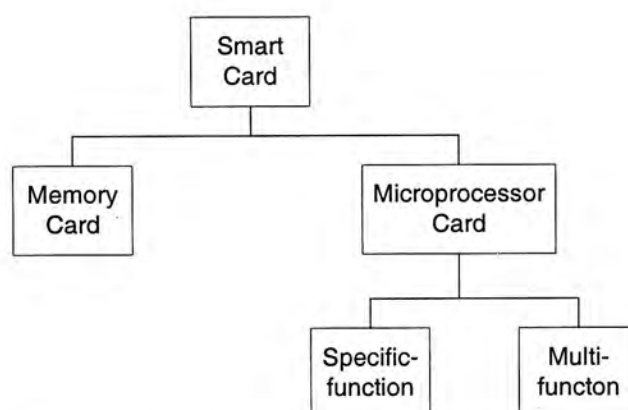 Smart
Card
Memory
Card
Microprocessor
Card
Specific-
function
Multi-
functon